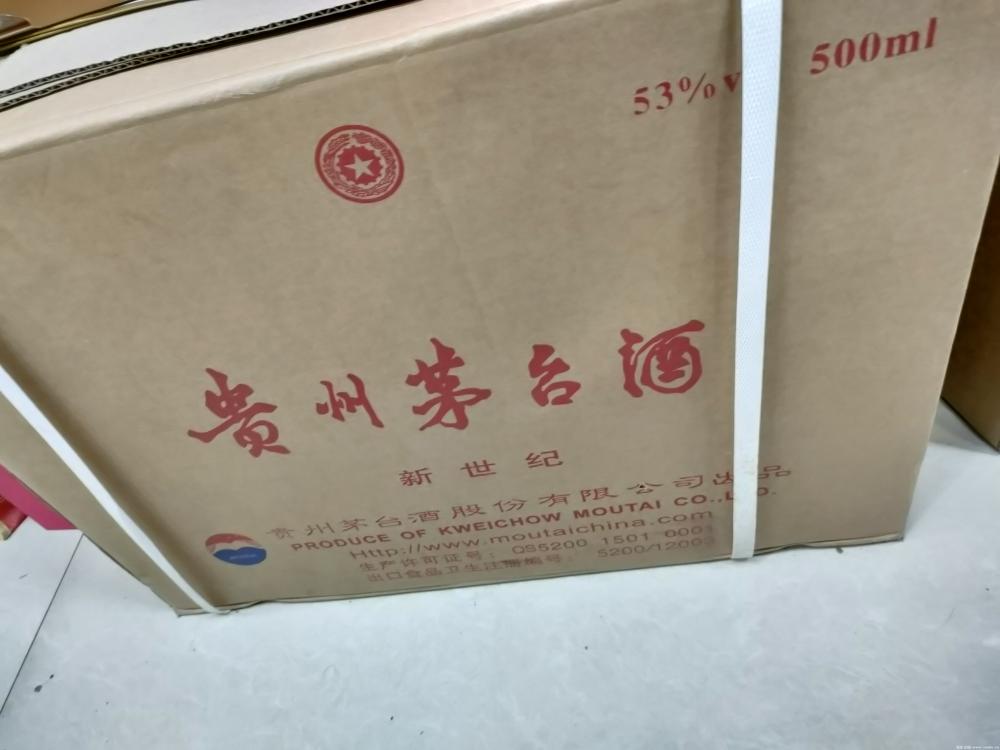 53%v 500ml
贵州茅台酒
新世纪
贵州茅台酒股份有限公司出品
PRODUCE OF KWEICHOW MOUTAI CO.,LTD.
Http://www.moutaichina.com
生产许可证号: QS5200 1501 0001
出口食品卫生注册编号: 5200/12003